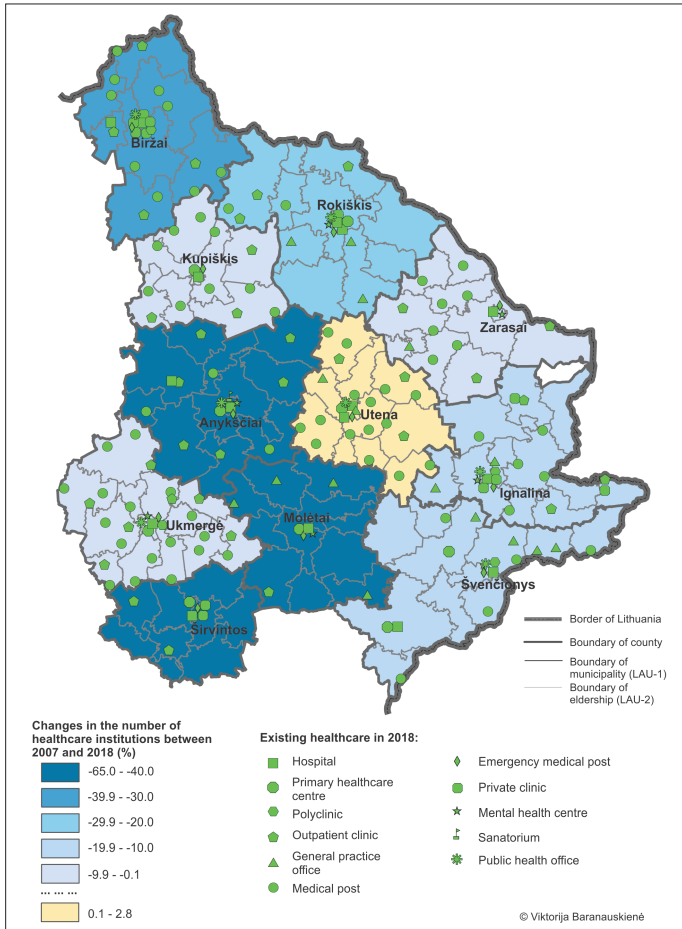 Biržai
Rokiškis
Kupiškis
Zarasai
Anykščiai
Utena
Ignalina
Ukmergė
Molėtai
Švenčionys
Širvintos
Border of Lithuania
Boundary of county
Boundary of
municipality (LAU-1)
Boundary of
eldership (LAU-2)
Changes in the number of
healthcare institutions between
2007 and 2018 (%)
-65.0 - -40.0
-39.9 - -30.0
-29.9 - -20.0
-19.9 - -10.0
-9.9 - -0.1
... ... ...
0.1 - 2.8
Existing healthcare in 2018:
Hospital
Primary healthcare
centre
Polyclinic
Outpatient clinic
General practice
office
Medical post
Emergency medical post
Private clinic
Mental health centre
Sanatorium
Public health office
© Viktorija Baranauskienė